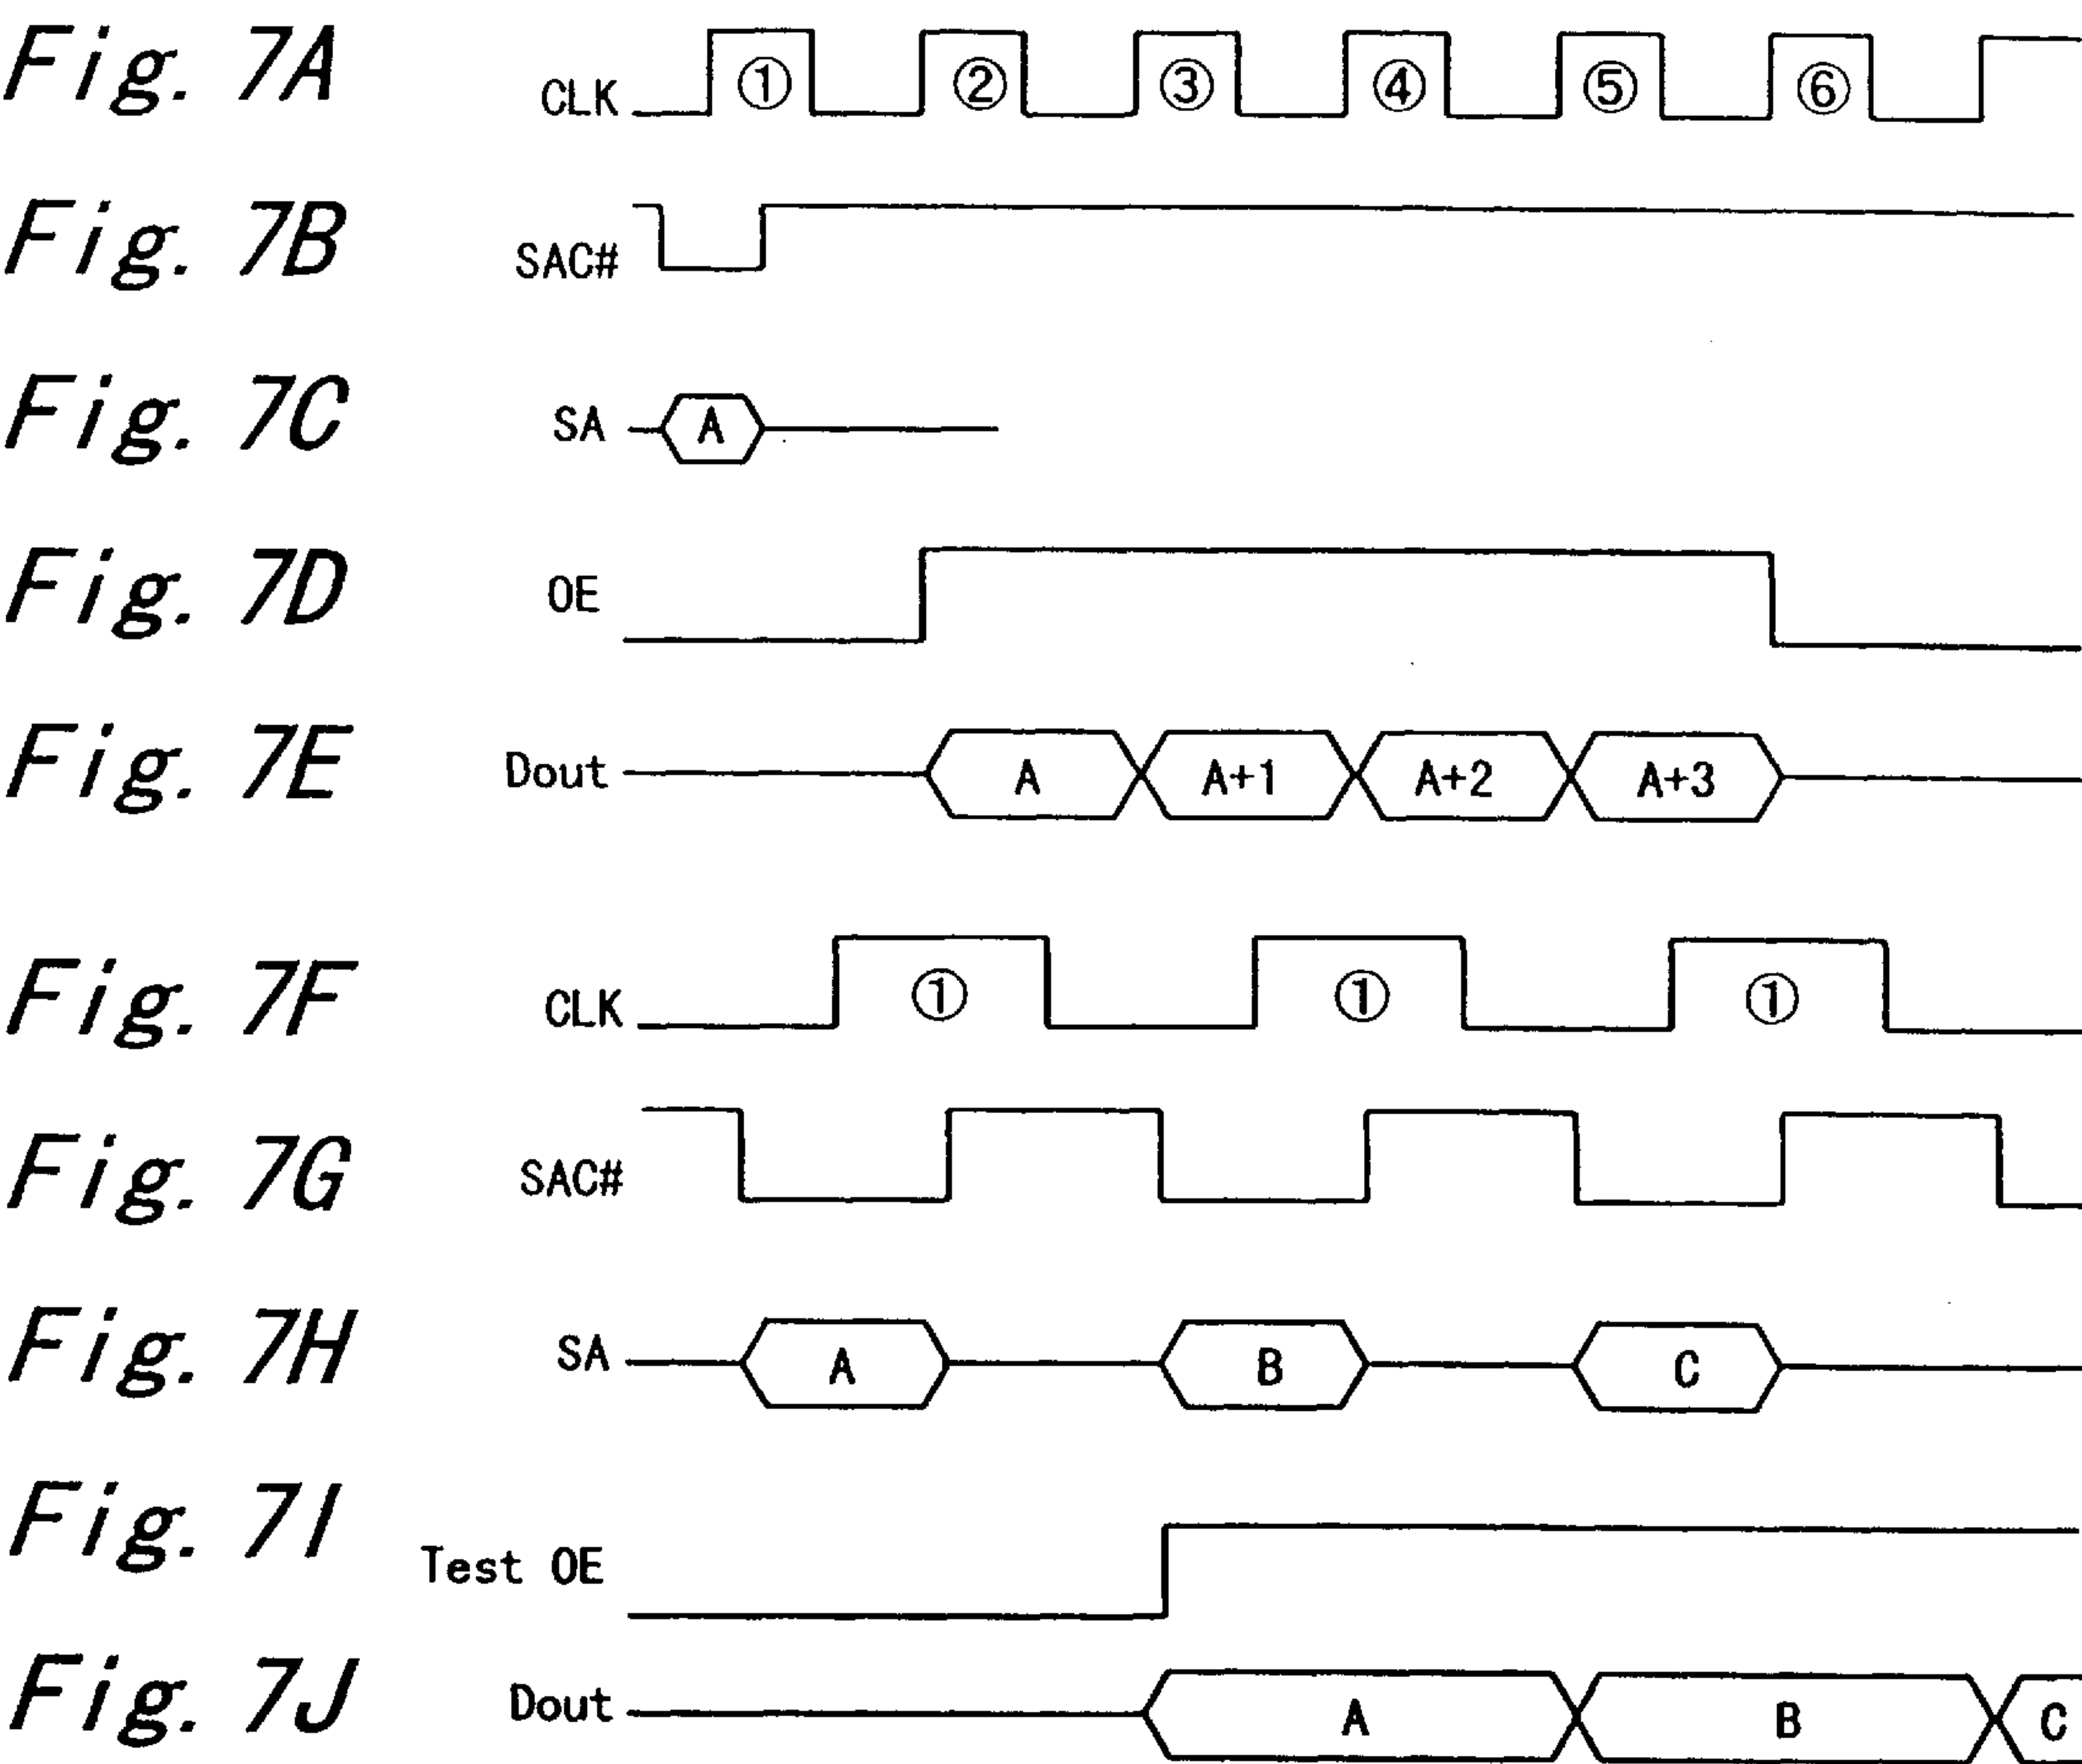 Fig. 7A CLK ① ② ③ ④ ⑤ ⑥
Fig. 7B SAC#
Fig. 7C SA A
Fig. 7D OE
Fig. 7E Dout A A+1 A+2 A+3
Fig. 7F CLK ① ① ①
Fig. 7G SAC#
Fig. 7H SA A B C
Fig. 7I Test OE
Fig. 7J Dout A B C